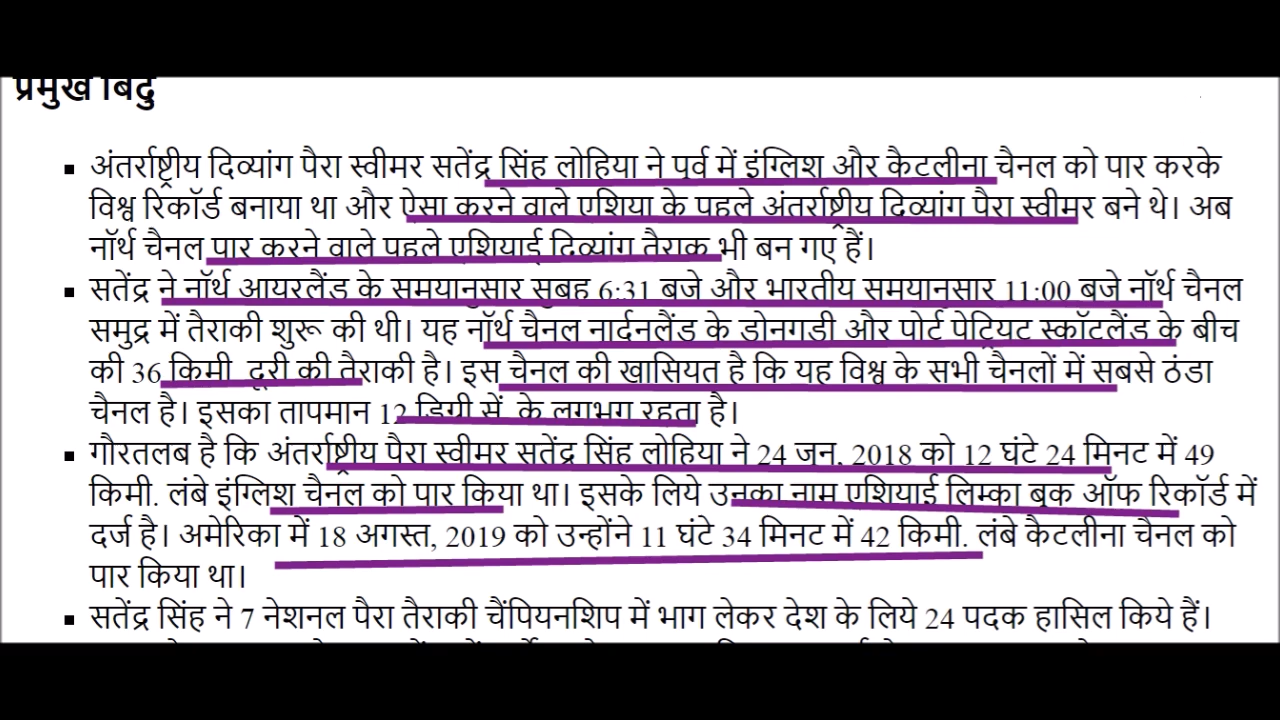 प्रमुख बिंदु
▪ अंतर्राष्ट्रीय दिव्यांग पैरा स्वीमर सतेंद्र सिंह लोहिया ने पूर्व में इंग्लिश और कैटलीना चैनल को पार करके
विश्व रिकॉर्ड बनाया था और ऐसा करने वाले एशिया के पहले अंतर्राष्ट्रीय दिव्यांग पैरा स्वीमर बने थे। अब
नॉर्थ चैनल पार करने वाले पहले एशियाई दिव्यांग तैराक भी बन गए हैं।
▪ सतेंद्र ने नॉर्थ आयरलैंड के समयानुसार सुबह 6:31 बजे और भारतीय समयानुसार 11:00 बजे नॉर्थ चैनल
समुद्र में तैराकी शुरू की थी। यह नॉर्थ चैनल नार्दनलैंड के डोनगडी और पोर्ट पेट्रियट स्कॉटलैंड के बीच
की 36 किमी. दूरी की तैराकी है। इस चैनल की खासियत है कि यह विश्व के सभी चैनलों में सबसे ठंडा
चैनल है। इसका तापमान 12 डिग्री सें. के लगभग रहता है।
▪ गौरतलब है कि अंतर्राष्ट्रीय पैरा स्वीमर सतेंद्र सिंह लोहिया ने 24 जून, 2018 को 12 घंटे 24 मिनट में 49
किमी. लंबे इंग्लिश चैनल को पार किया था। इसके लिये उनका नाम एशियाई लिम्का बुक ऑफ रिकॉर्ड में
दर्ज है। अमेरिका में 18 अगस्त, 2019 को उन्होंने 11 घंटे 34 मिनट में 42 किमी. लंबे कैटलीना चैनल को
पार किया था।
▪ सतेंद्र सिंह ने 7 नेशनल पैरा तैराकी चैंपियनशिप में भाग लेकर देश के लिये 24 पदक हासिल किये हैं।